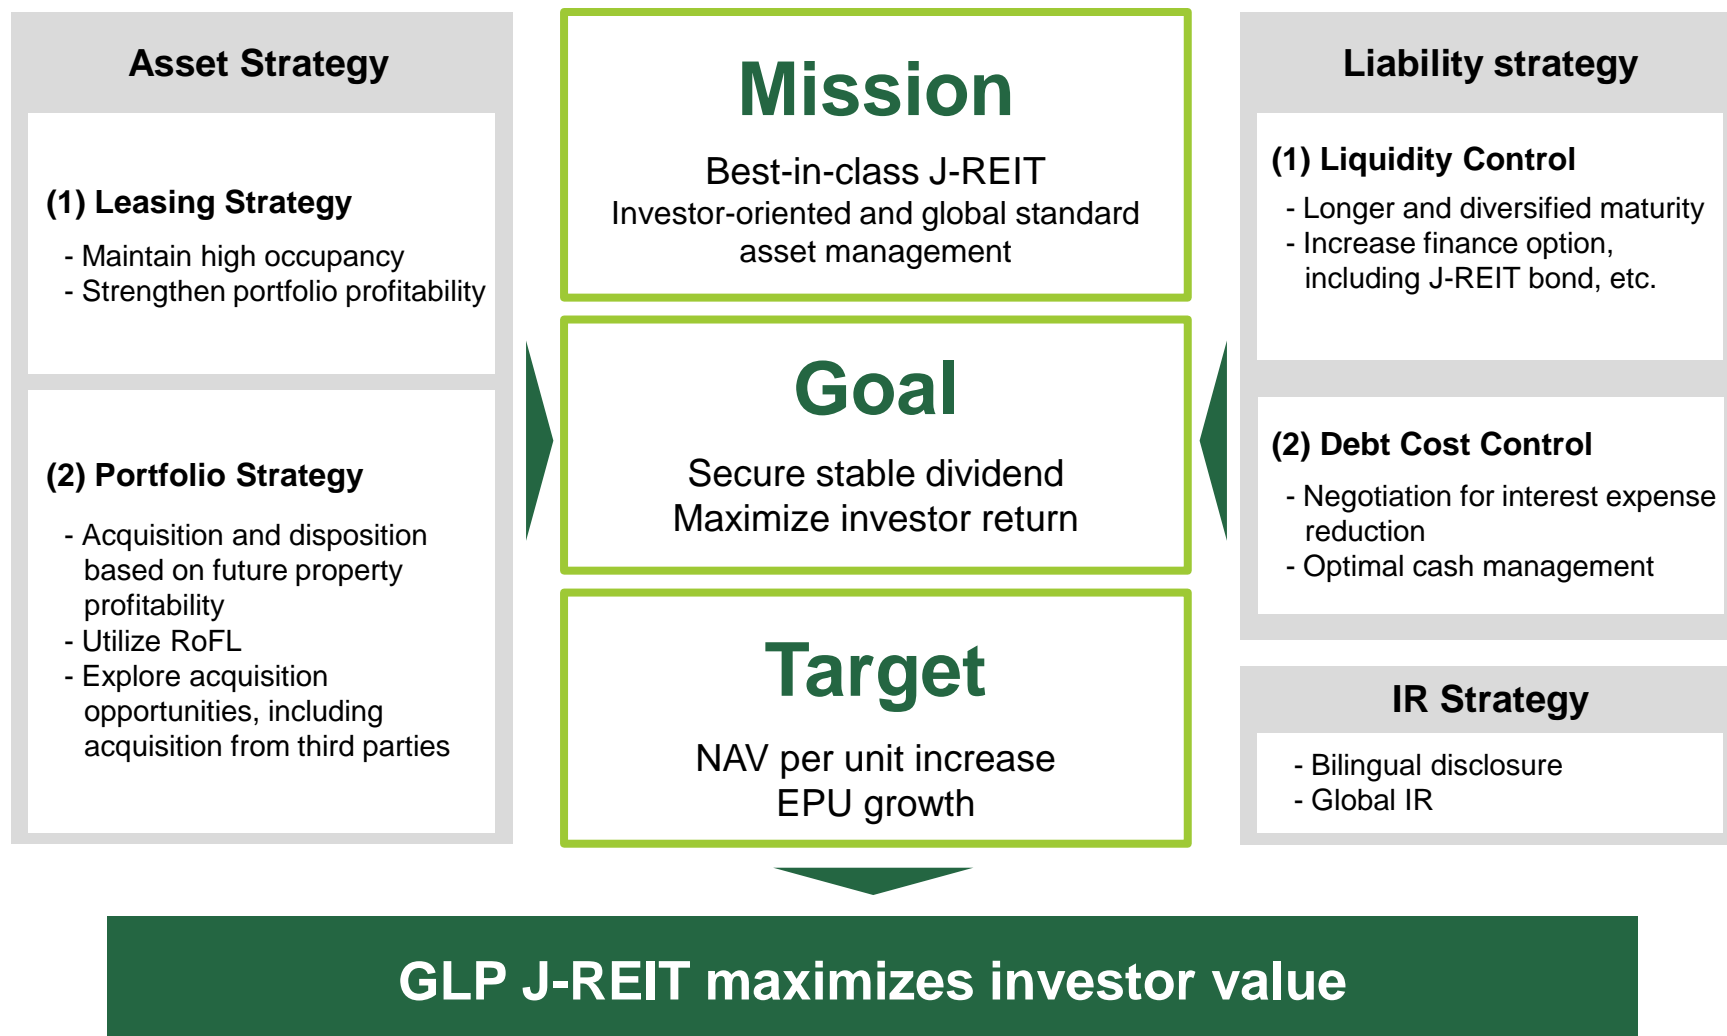 Asset Strategy
(1) Leasing Strategy
- Maintain high occupancy
- Strengthen portfolio profitability
(2) Portfolio Strategy
- Acquisition and disposition
based on future property
profitability
- Utilize RoFL
- Explore acquisition
opportunities, including
acquisition from third parties
Mission
Best-in-class J-REIT
Investor-oriented and global standard
asset management
Goal
Secure stable dividend
Maximize investor return
Target
NAV per unit increase
EPU growth
Liability strategy
(1) Liquidity Control
- Longer and diversified maturity
- Increase finance option,
including J-REIT bond, etc.
(2) Debt Cost Control
- Negotiation for interest expense
reduction
- Optimal cash management
IR Strategy
- Bilingual disclosure
- Global IR
GLP J-REIT maximizes investor value